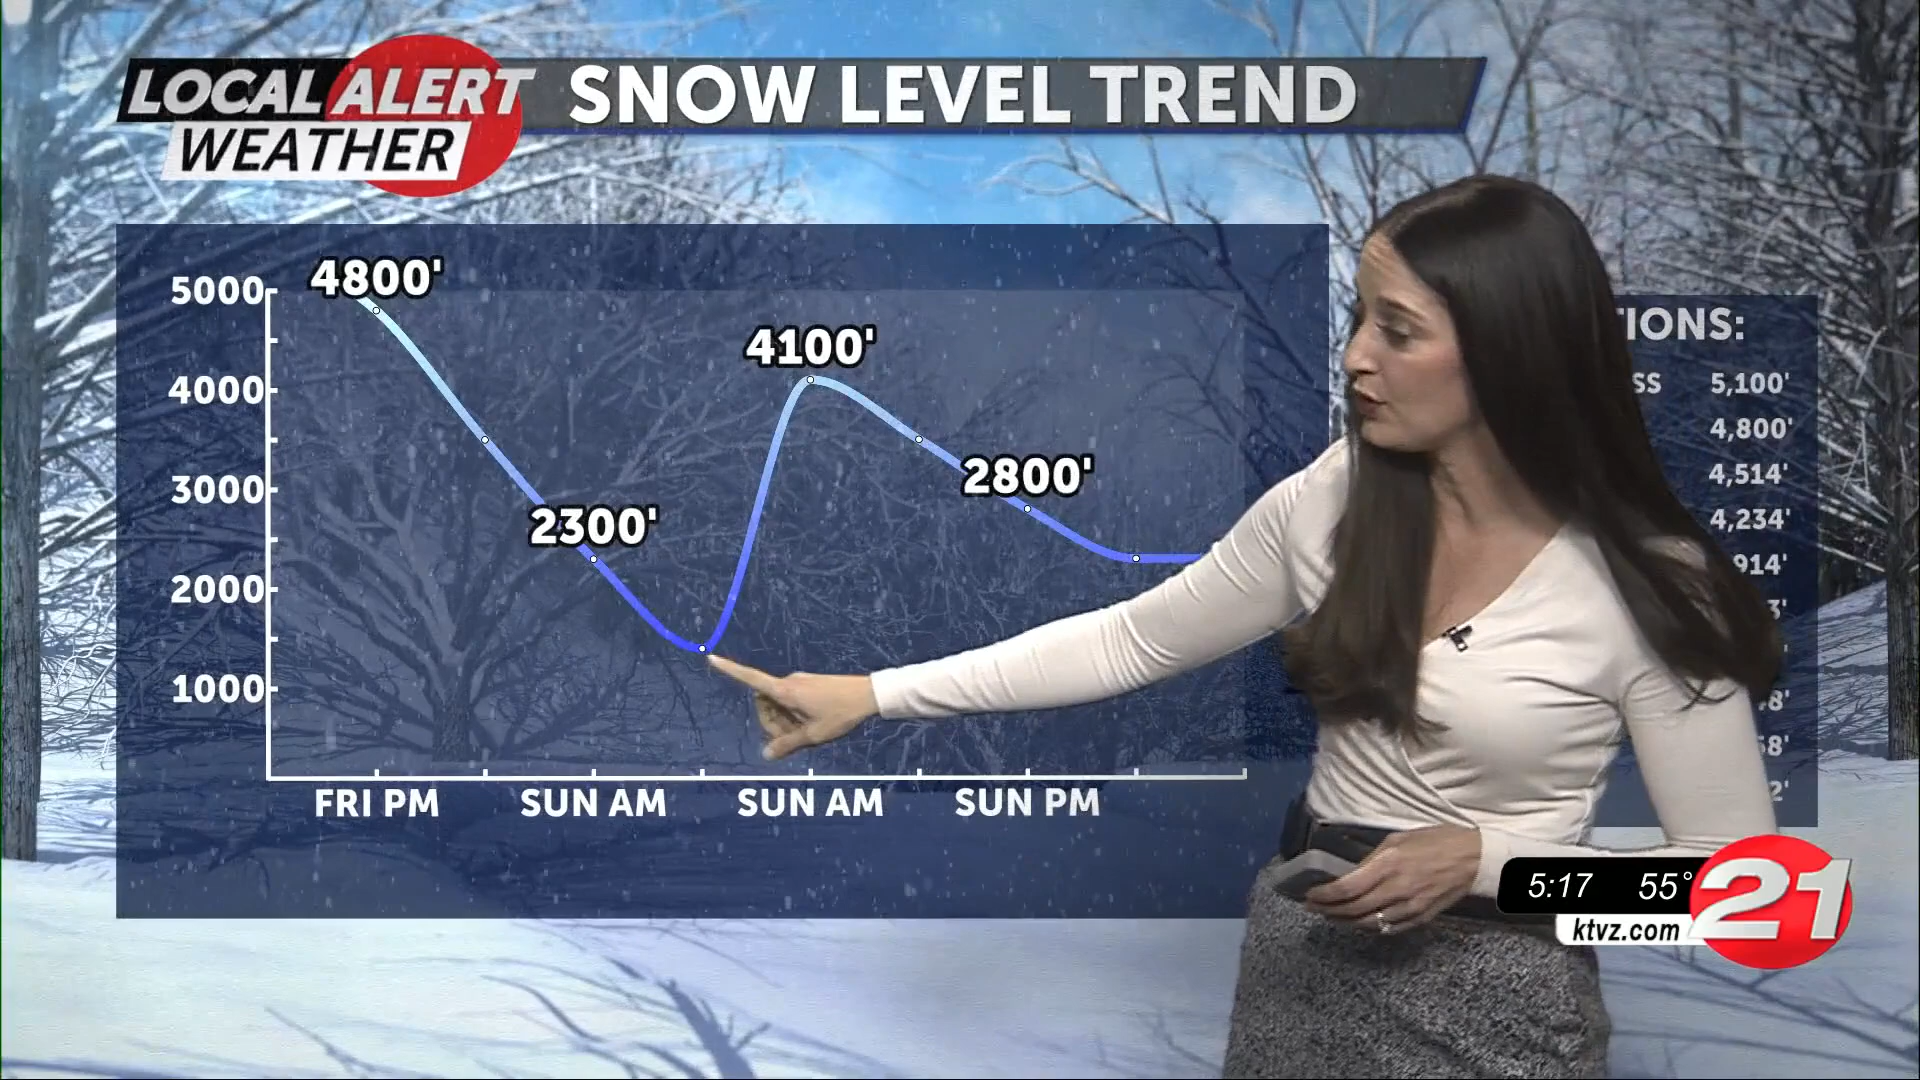 LOCAL ALERT
WEATHER
SNOW LEVEL TREND
5000
4000
3000
2000
1000
4800'
2300'
4100'
2800'
FRI PM
SUN AM
SUN AM
SUN PM
5,100'
4,800'
4,514'
4,234'
5:17 55°
ktvz.com
21